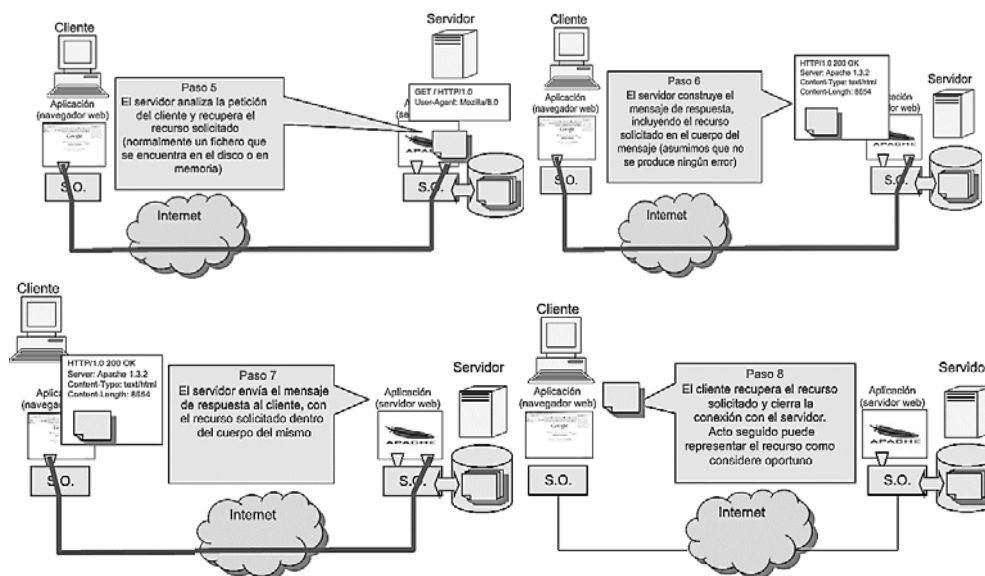 Cliente
Servidor
Aplicación
(navegador web)
Google
S.O.
Paso 5
El servidor analiza la petición
del cliente y recupera el
recurso solicitado
(normalmente un fichero que
se encuentra en el disco o en
memoria)
GET / HTTP/1.0
User-Agent: Mozilla/8.0
S.O.
Internet
Cliente
Servidor
Aplicación
(navegador web)
S.O.
Paso 6
El servidor construye el
mensaje de respuesta,
incluyendo el recurso
solicitado en el cuerpo del
mensaje (asumimos que no
se produce ningún error)
HTTP/1.0 200 OK
Server: Apache 1.3.2
Content-Type: text/html
Content-Length: 8654
S.O.
Internet
Cliente
HTTP/1.0 200 OK
Server: Apache 1.3.2
Content-Type: text/html
Content-Length: 8654
S.O.
Paso 7
El servidor envía el mensaje
de respuesta al cliente, con
el recurso solicitado dentro
del cuerpo del mismo
Servidor
Aplicación
(servidor web)
APACHE
S.O.
Internet
Cliente
Aplicación
(navegador web)
Google
S.O.
Paso 8
El cliente recupera el recurso
solicitado y cierra la
conexión con el servidor.
Acto seguido puede
representar el recurso como
considere oportuno
Servidor
Aplicación
(servidor web)
APACHE
S.O.
Internet